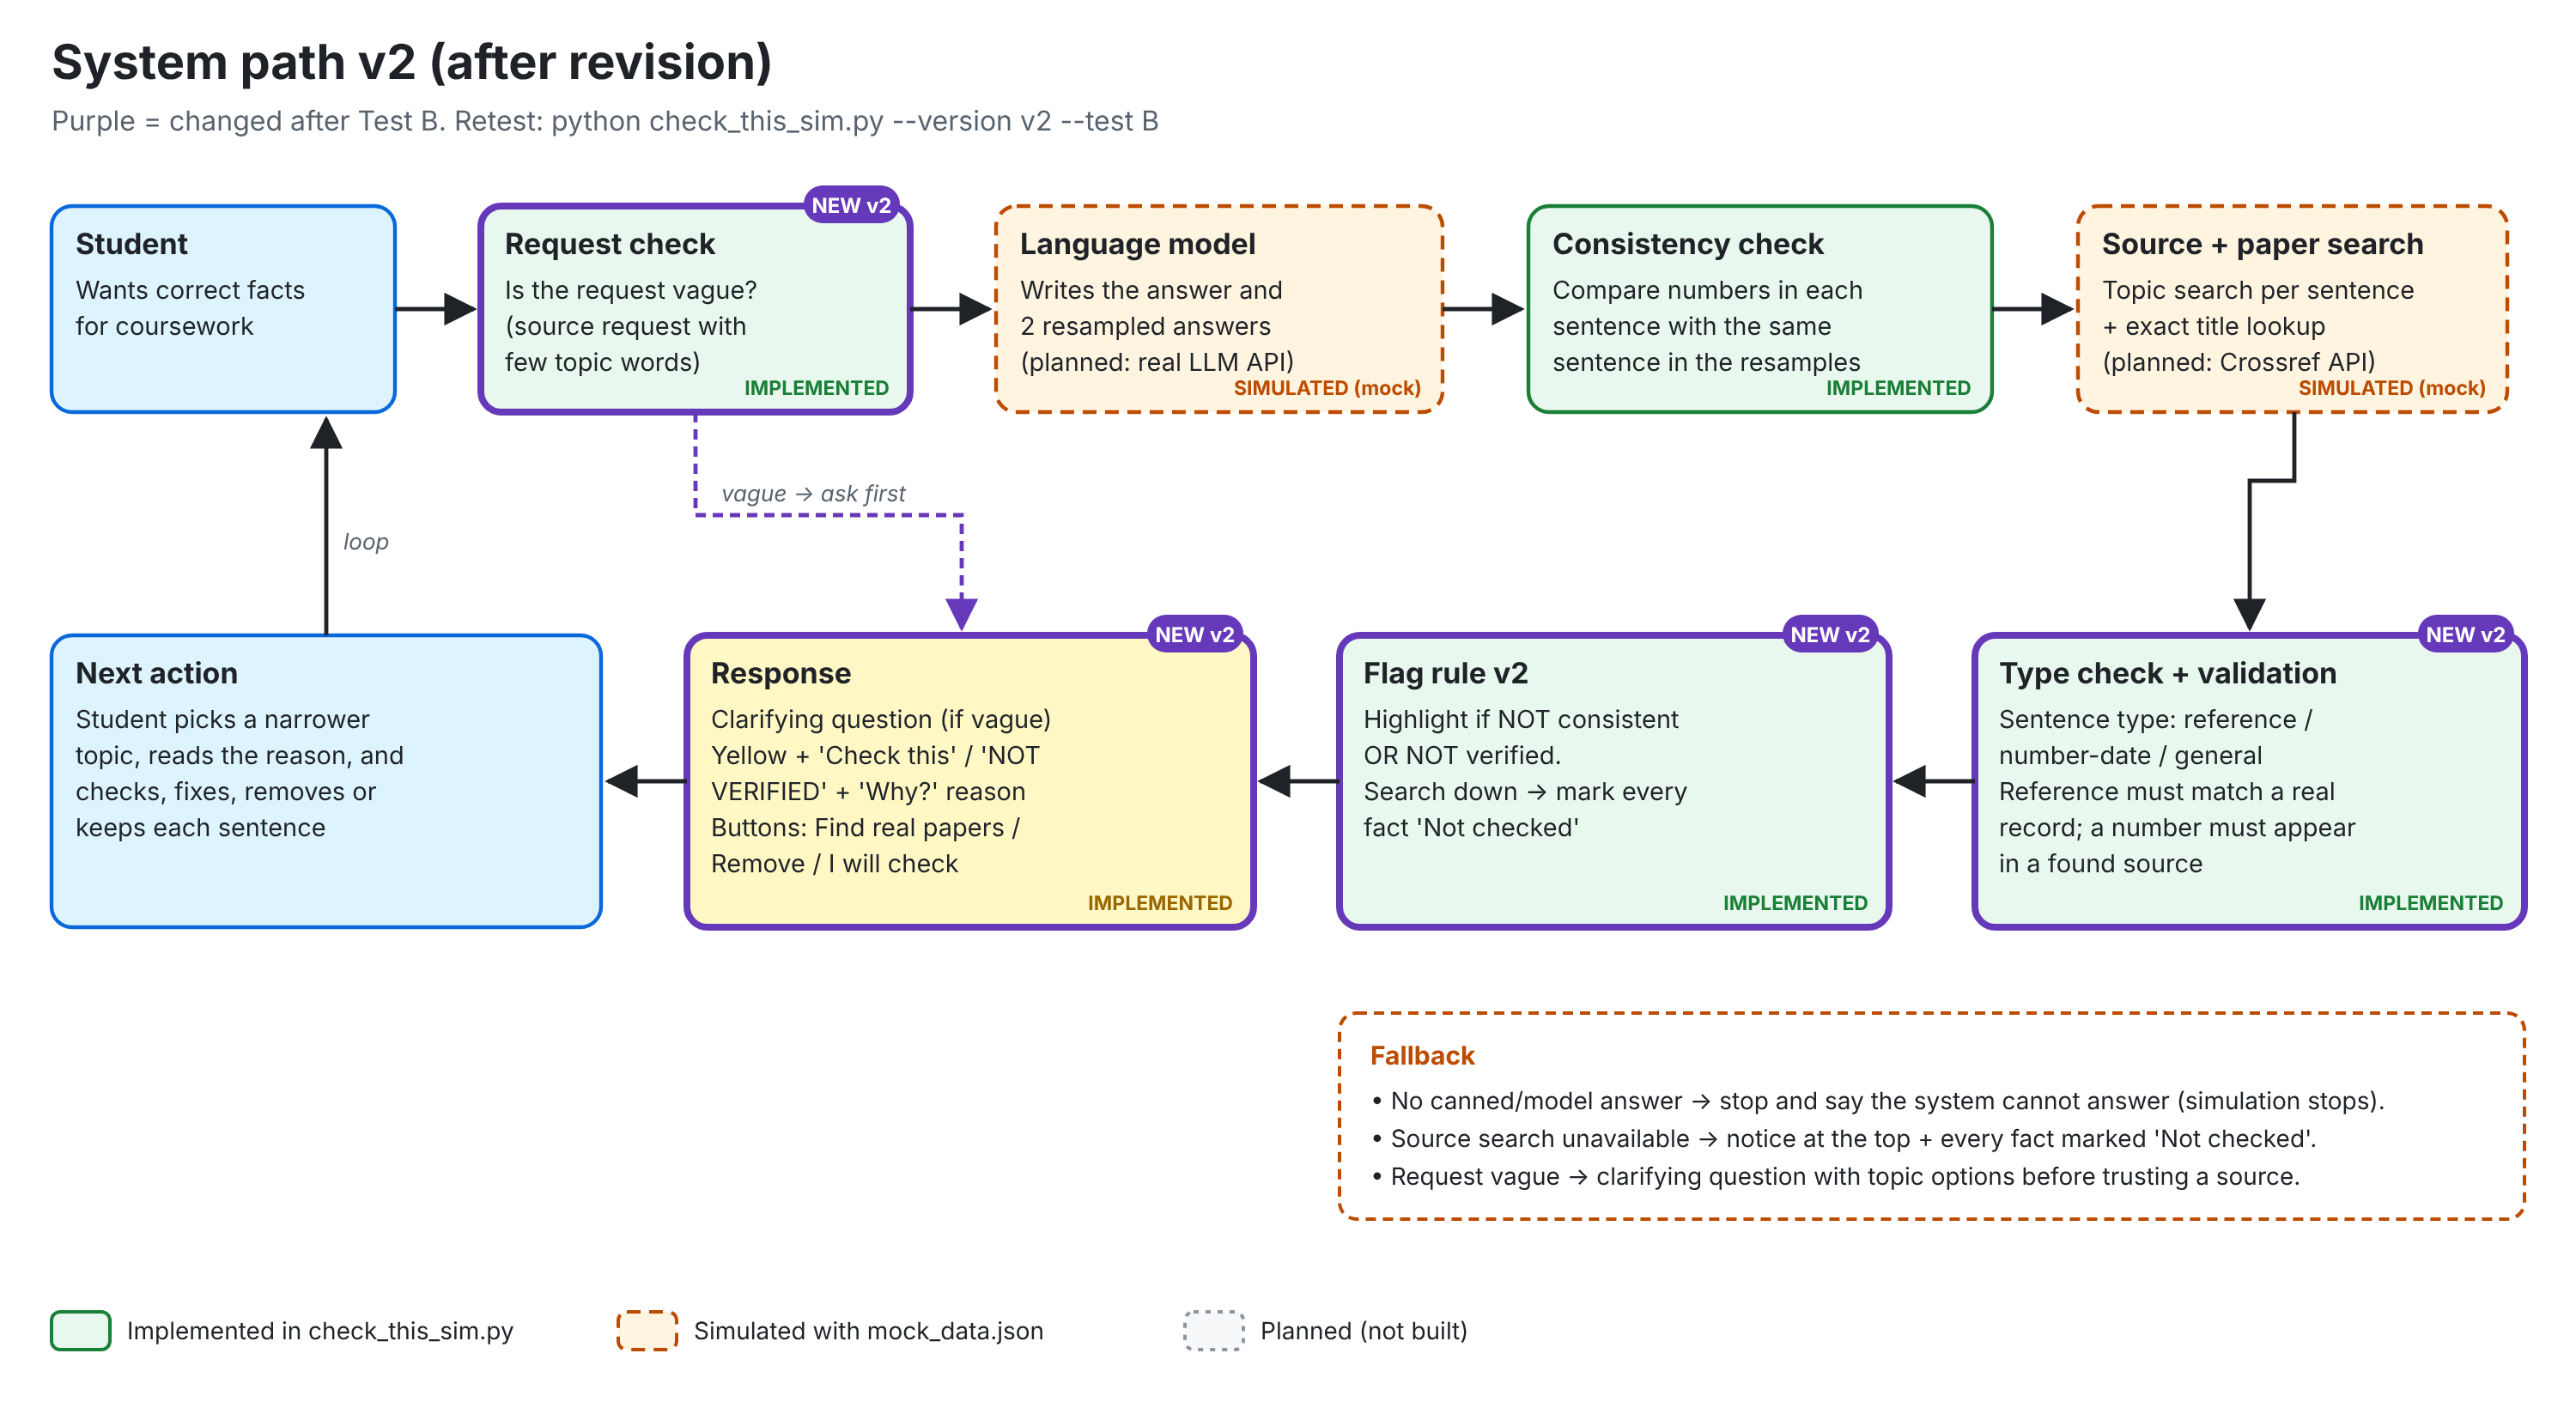 System path v2 (after revision)
Purple = changed after Test B. Retest: python check_this_sim.py --version v2 --test B
Student
Wants correct facts
for coursework
NEW v2
Request check
Is the request vague?
(source request with
few topic words)
IMPLEMENTED
Language model
Writes the answer and
2 resampled answers
(planned: real LLM API)
SIMULATED (mock)
Consistency check
Compare numbers in each
sentence with the same
sentence in the resamples
IMPLEMENTED
Source + paper search
Topic search per sentence
+ exact title lookup
(planned: Crossref API)
SIMULATED (mock)
vague → ask first
loop
Next action
Student picks a narrower
topic, reads the reason, and
checks, fixes, removes or
keeps each sentence
NEW v2
Response
Clarifying question (if vague)
Yellow + 'Check this' / 'NOT
VERIFIED' + 'Why?' reason
Buttons: Find real papers /
Remove / I will check
IMPLEMENTED
NEW v2
Flag rule v2
Highlight if NOT consistent
OR NOT verified.
Search down → mark every
fact 'Not checked'
IMPLEMENTED
NEW v2
Type check + validation
Sentence type: reference /
number-date / general
Reference must match a real
record; a number must appear
in a found source
IMPLEMENTED
Fallback
• No canned/model answer → stop and say the system cannot answer (simulation stops).
• Source search unavailable → notice at the top + every fact marked 'Not checked'.
• Request vague → clarifying question with topic options before trusting a source.
Implemented in check_this_sim.py
Simulated with mock_data.json
Planned (not built)